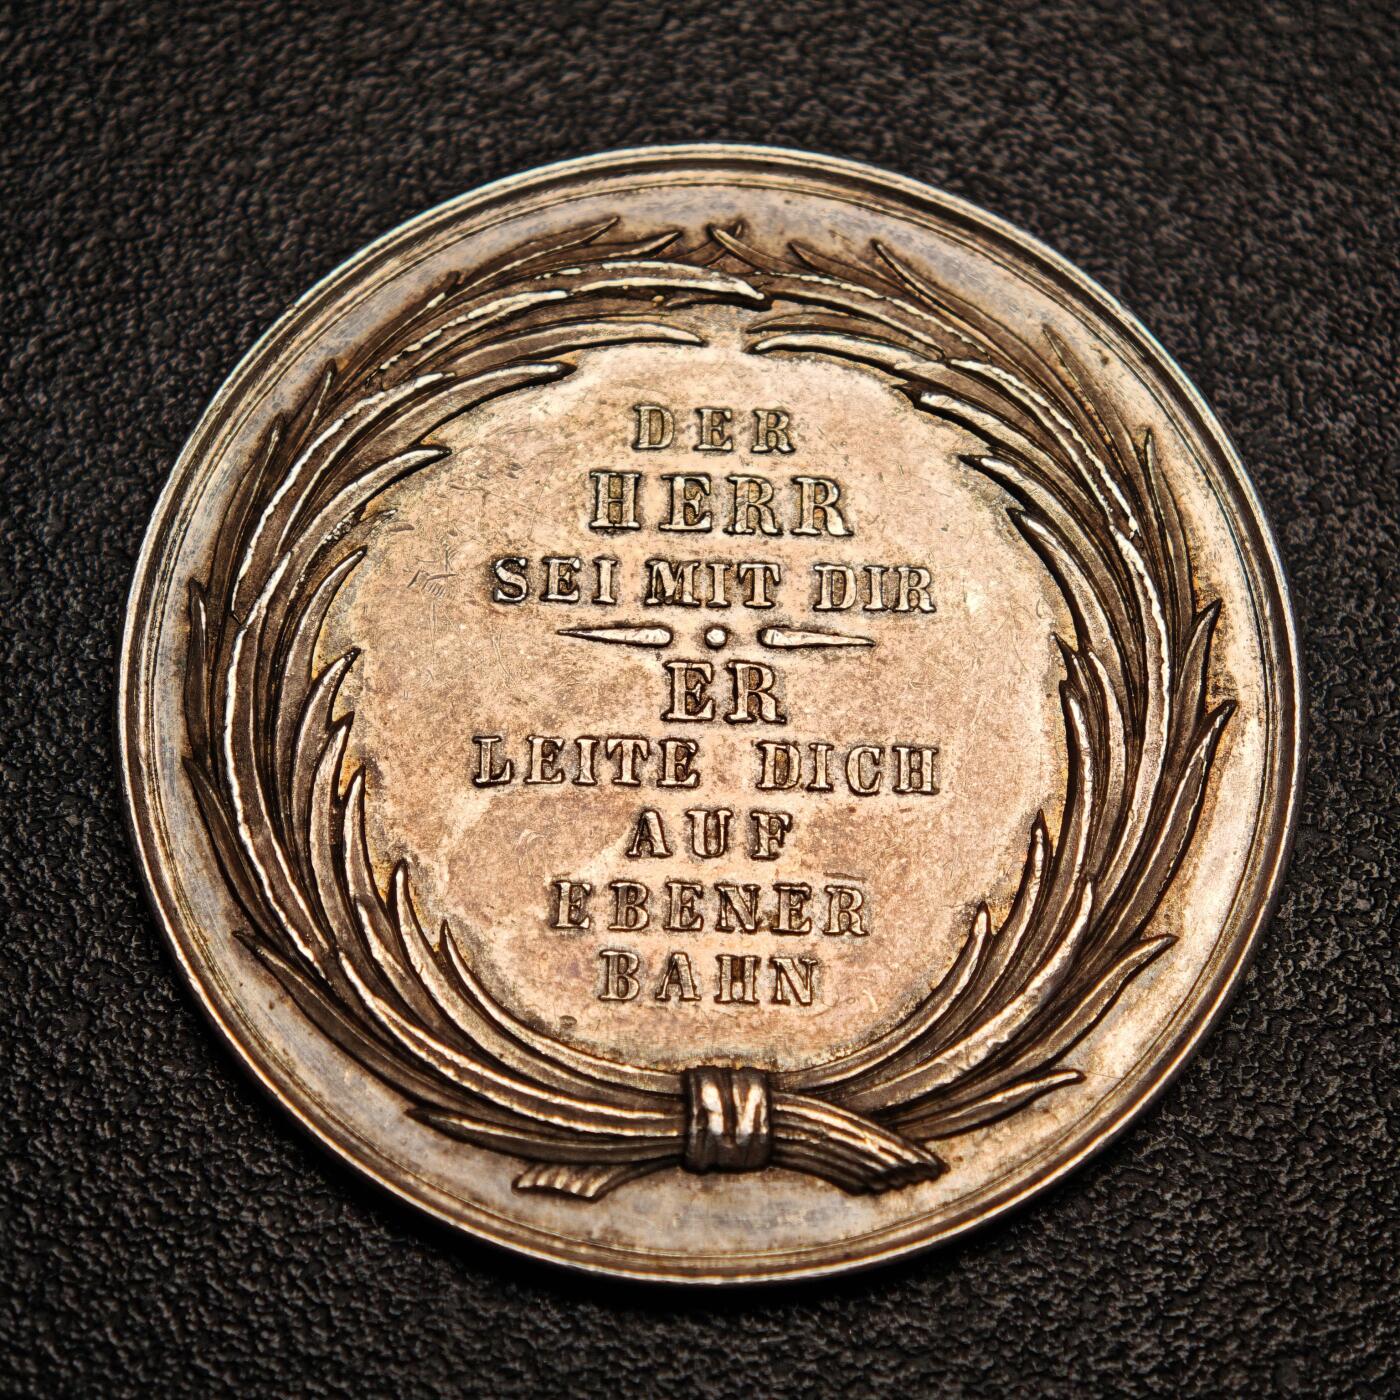 DER
HERR
SEI MIT DIR
ER
LEITE DICH
AUF
EBENER
BAHN